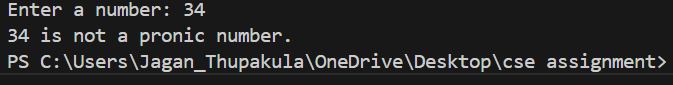 Enter a number: 34
34 is not a pronic number.
PS C:\Users\Jagan_Thupakula\OneDrive\Desktop\cse assignment>